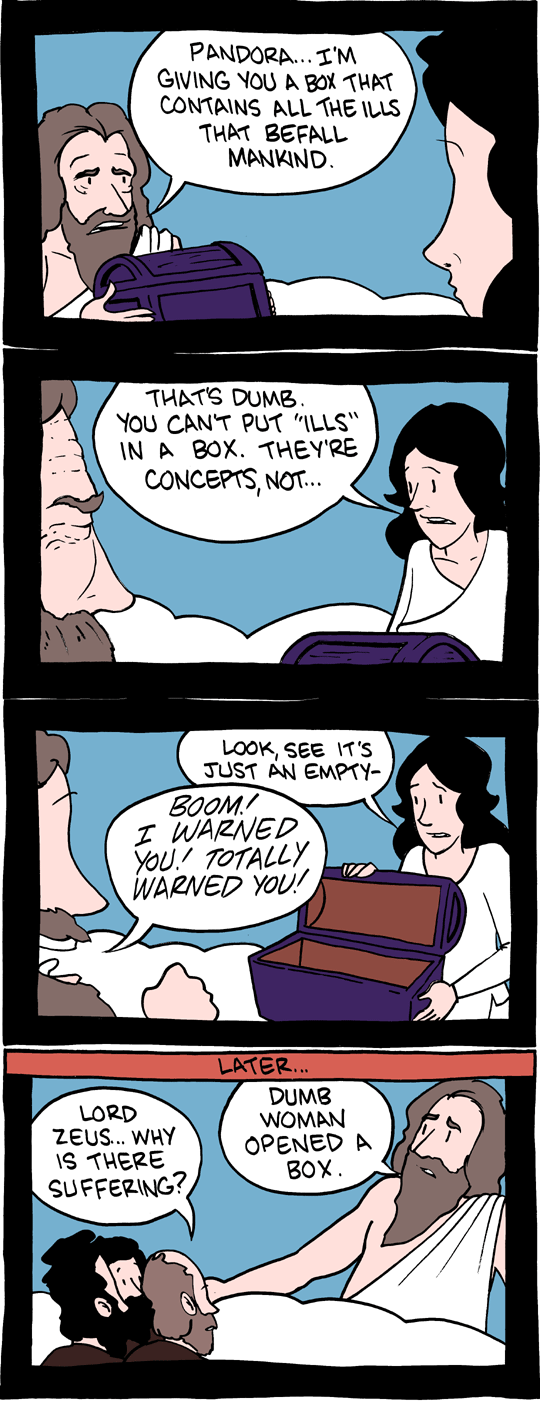 PANDORA... I'M
GIVING YOU A BOX THAT
CONTAINS ALL THE ILLS
THAT BEFALL
MANKIND.
THAT'S DUMB.
YOU CAN'T PUT "ILLS"
IN A BOX. THEY'RE
CONCEPTS, NOT...
LOOK, SEE IT'S
JUST AN EMPTY-
BOOM!
I WARNED
YOU! TOTALLY
WARNED YOU!
LATER...
LORD
ZEUS... WHY
IS THERE
SUFFERING?
DUMB
WOMAN
OPENED A
BOX.